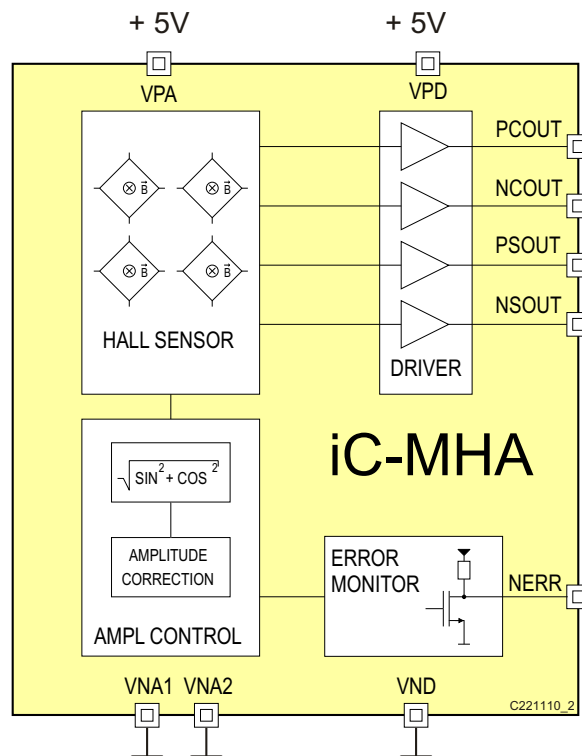 + 5V
+ 5V
VPA
VPD
PCOUT
NCOUT
PSOUT
NSOUT
⊗ B⃗
⊗ B⃗
⊗ B⃗
⊗ B⃗
HALL SENSOR
DRIVER
iC-MHA
√SIN² + COS²
AMPLITUDE
CORRECTION
AMPL CONTROL
ERROR
MONITOR
NERR
VNA1
VNA2
VND
C221110_2